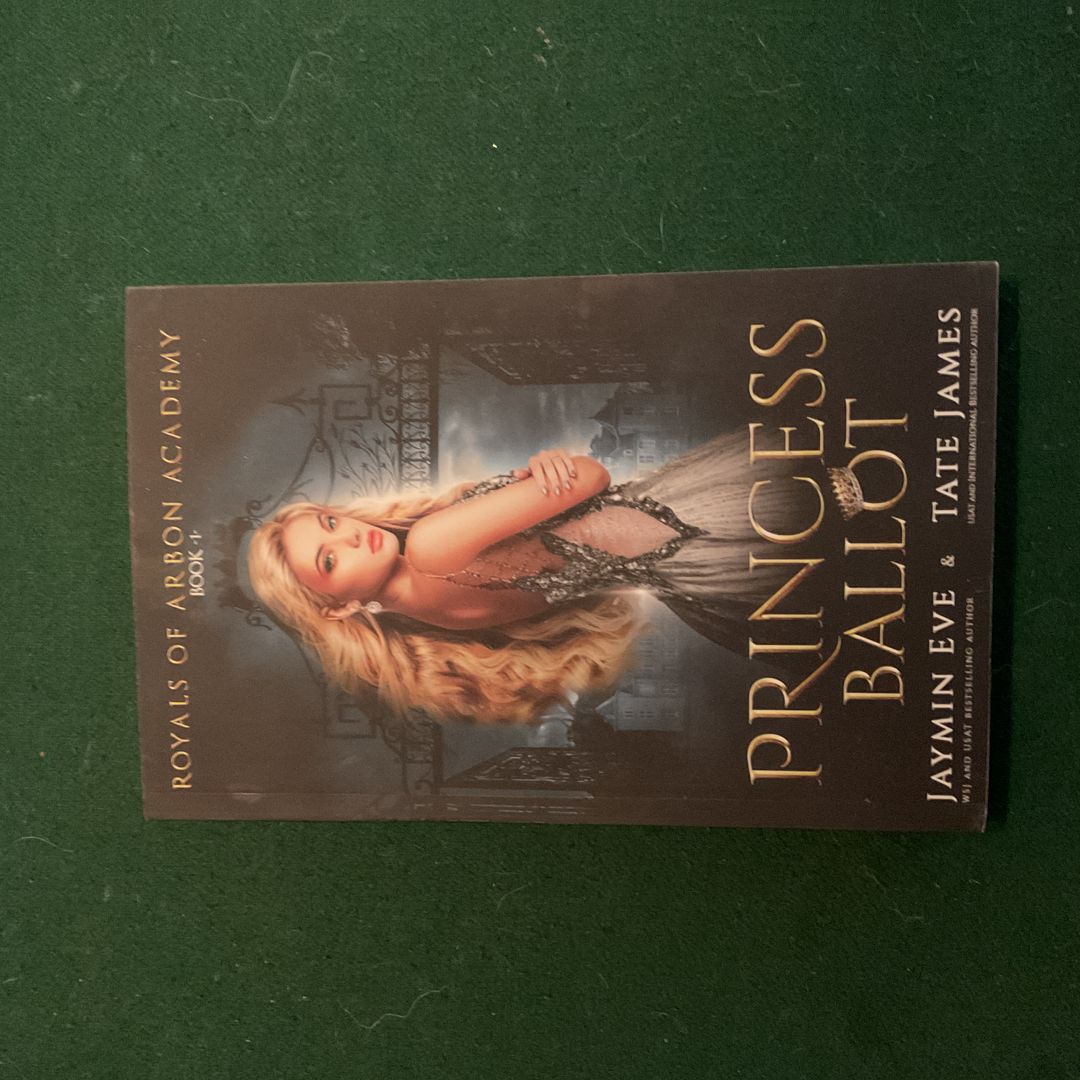 ROYALS OF ARBON ACADEMY
BOOK •1•
PRINCESS
BALLOT
JAYMIN EVE & TATE JAMES
WSJ AND USAT BESTSELLING AUTHOR USAT AND INTERNATIONAL BESTSELLING AUTHOR